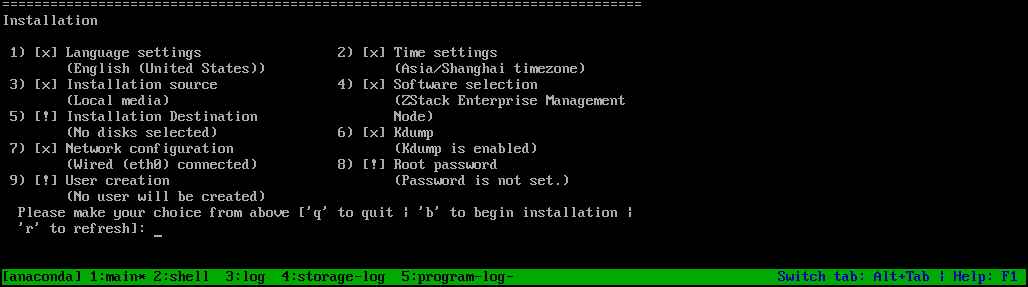 ================================================================================
Installation
1) [x] Language settings                 2) [x] Time settings
       (English (United States))                (Asia/Shanghai timezone)
3) [x] Installation source               4) [x] Software selection
       (Local media)                            (ZStack Enterprise Management
5) [!] Installation Destination                 Node)
       (No disks selected)               6) [x] Kdump
7) [x] Network configuration                    (Kdump is enabled)
       (Wired (eth0) connected)          8) [!] Root password
9) [!] User creation                            (Password is not set.)
       (No user will be created)
Please make your choice from above ['q' to quit | 'b' to begin installation |
'r' to refresh]: _
[anaconda] 1:main* 2:shell  3:log  4:storage-log  5:program-log-    Switch tab: Alt+Tab | Help: F1